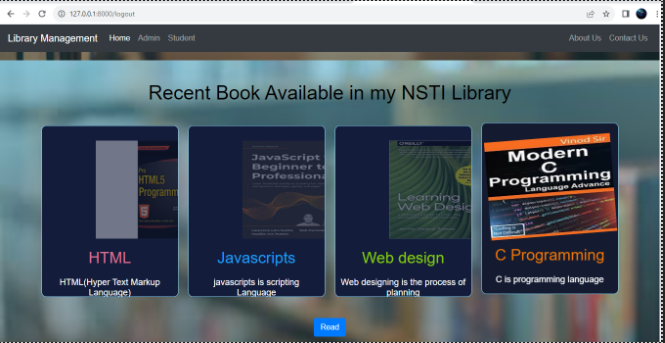 127.0.0.1:8000/logout
Library Management Home Admin Student About Us Contact Us
Recent Book Available in my NSTI Library
HTML5
Programm
JavaScript
Beginner to
Professional
O'REILLY
Learning
Web Desig
Vinod Sir
Modern
C
Programming
Language Advance
HTML
Javascripts
Web design
C Programming
HTML(Hyper Text Markup
Language)
javascripts is scripting
Language
Web designing is the process of
planning
C is programming language
Read